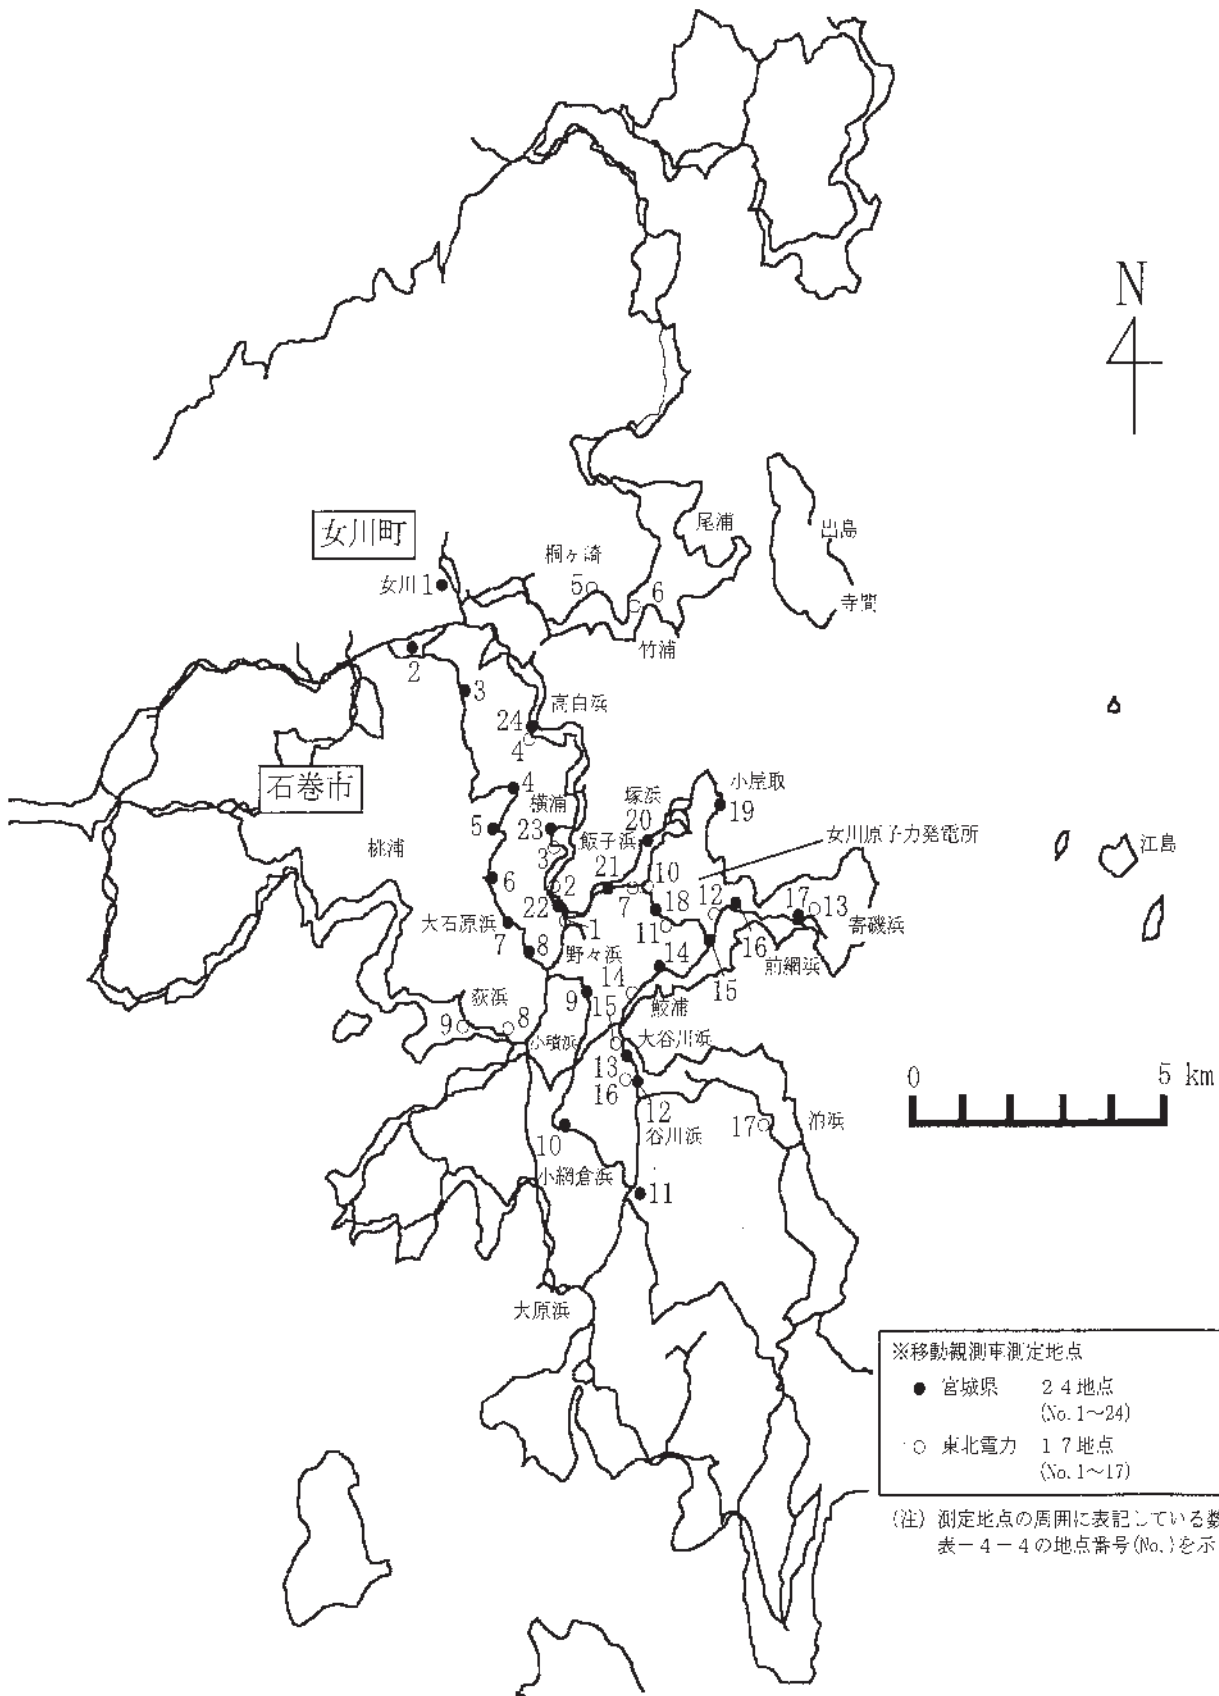 N
女川町
尾浦
出島
桐ヶ崎
女川 1
5
6
寺間
竹浦
2
3
高白浜
24
4
石巻市
4
小屋取
塚浜
横浦
19
5
23
20
女川原子力発電所
飯子浜
桃浦
3
江島
21
6
2
7
10
12
17
13
22
18
大石原浜
1
11
16
寄磯浜
7
8
野々浜
14
前網浜
15
9
14
鮫浦
荻浜
15
9
8
小積浜
大谷川浜
13
16
12
0 5 km
17
泊浜
10
谷川浜
小網倉浜
11
大原浜
※移動観測車測定地点
● 宮城県 24地点
(No.1～24)
○ 東北電力 17地点
(No.1～17)
(注) 測定地点の周囲に表記している数
表－4－4の地点番号(No.)を示